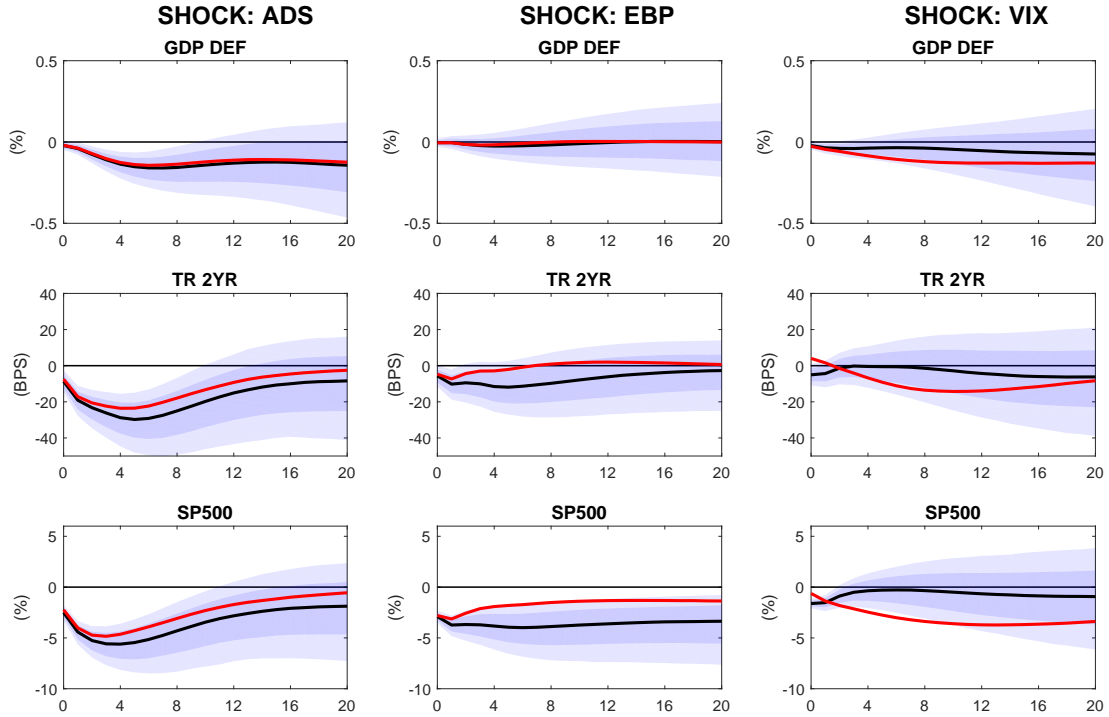 SHOCK: ADS SHOCK: EBP SHOCK: VIX
GDP DEF GDP DEF GDP DEF
0.5 0.5 0.5
(%) (%) (%)
0 0 0
-0.5 -0.5 -0.5
0 4 8 12 16 20 0 4 8 12 16 20 0 4 8 12 16 20
TR 2YR TR 2YR TR 2YR
40 40 40
20 20 20
(BPS) (BPS) (BPS)
0 0 0
-20 -20 -20
-40 -40 -40
0 4 8 12 16 20 0 4 8 12 16 20 0 4 8 12 16 20
SP500 SP500 SP500
5 5 5
0 0 0
(%) (%) (%)
-5 -5 -5
-10 -10 -10
0 4 8 12 16 20 0 4 8 12 16 20 0 4 8 12 16 20